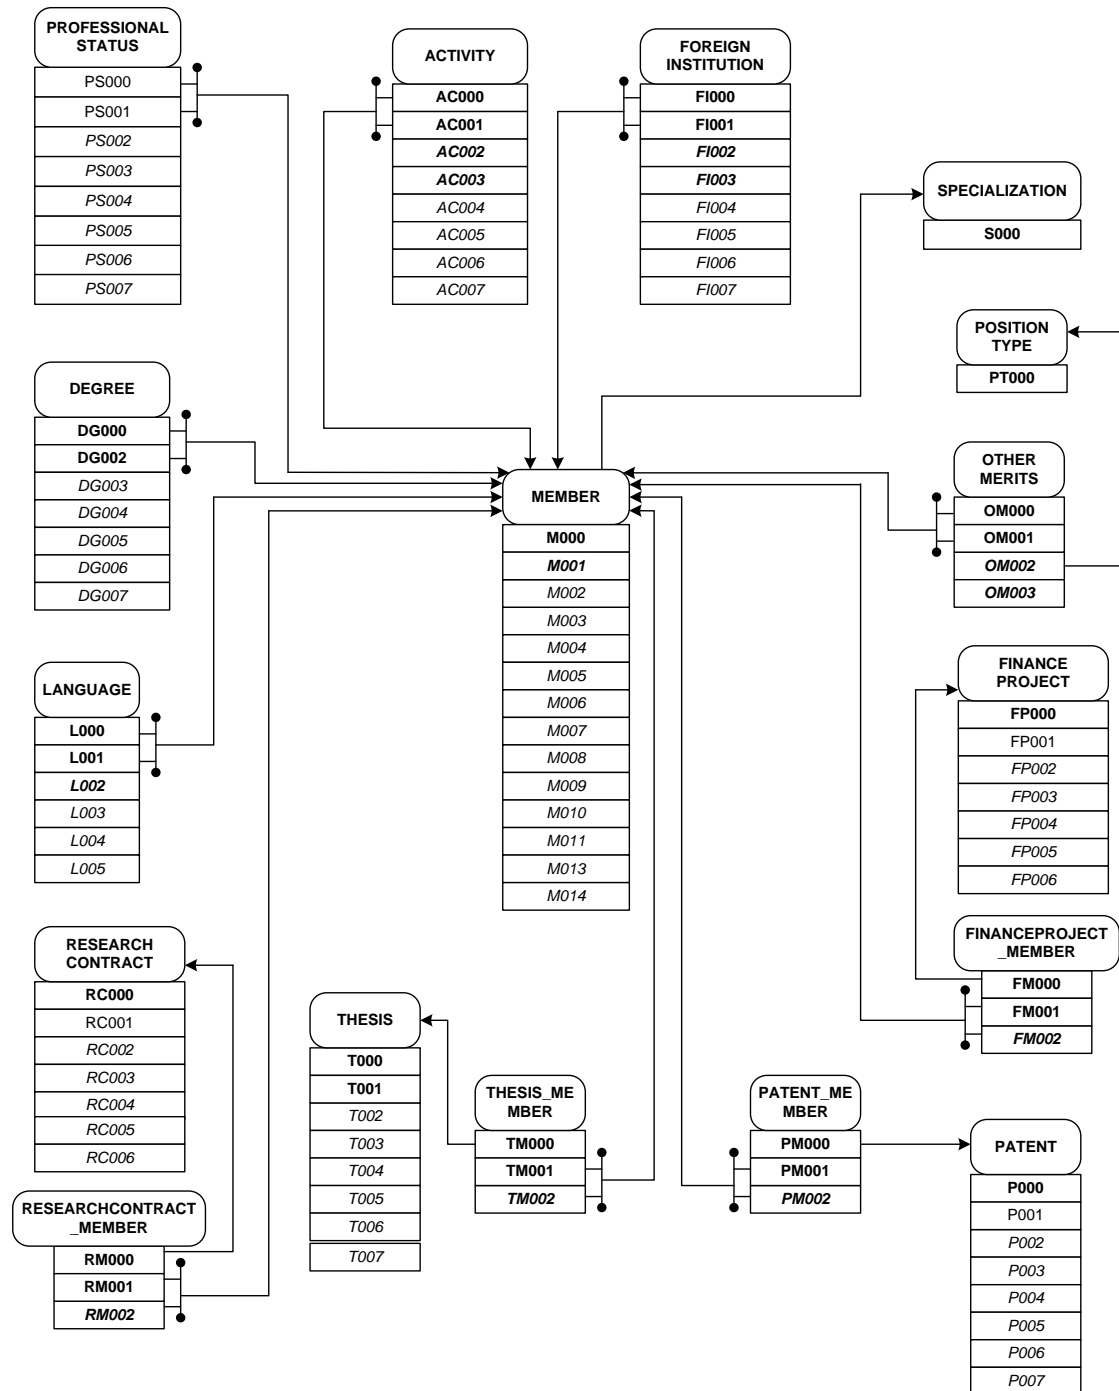 PROFESSIONAL
STATUS
PS000
PS001
PS002
PS003
PS004
PS005
PS006
PS007
ACTIVITY
AC000
AC001
AC002
AC003
AC004
AC005
AC006
AC007
FOREIGN
INSTITUTION
FI000
FI001
FI002
FI003
FI004
FI005
FI006
FI007
SPECIALIZATION
S000
POSITION
TYPE
PT000
DEGREE
DG000
DG002
DG003
DG004
DG005
DG006
DG007
MEMBER
M000
M001
M002
M003
M004
M005
M006
M007
M008
M009
M010
M011
M013
M014
OTHER
MERITS
OM000
OM001
OM002
OM003
LANGUAGE
L000
L001
L002
L003
L004
L005
FINANCE
PROJECT
FP000
FP001
FP002
FP003
FP004
FP005
FP006
FINANCEPROJECT
_MEMBER
FM000
FM001
FM002
RESEARCH
CONTRACT
RC000
RC001
RC002
RC003
RC004
RC005
RC006
RESEARCHCONTRACT
_MEMBER
RM000
RM001
RM002
THESIS
T000
T001
T002
T003
T004
T005
T006
T007
THESIS_ME
MBER
TM000
TM001
TM002
PATENT_ME
MBER
PM000
PM001
PM002
PATENT
P000
P001
P002
P003
P004
P005
P006
P007